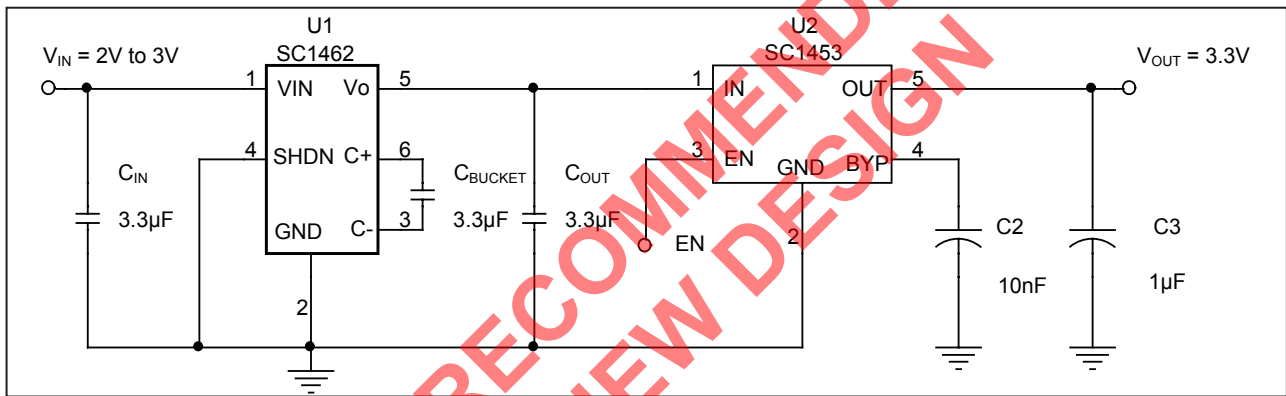 U1
SC1462
V_IN = 2V to 3V
1
VIN
Vo
5
4
SHDN
C+
6
C-
3
GND
2
C_IN
3.3µF
C_BUCKET
3.3µF
C_OUT
3.3µF
U2
SC1453
1
IN
OUT
5
3
EN
GND
BYP
4
2
EN
V_OUT = 3.3V
C2
10nF
C3
1µF
RECOMMEND
NEW DESIGN